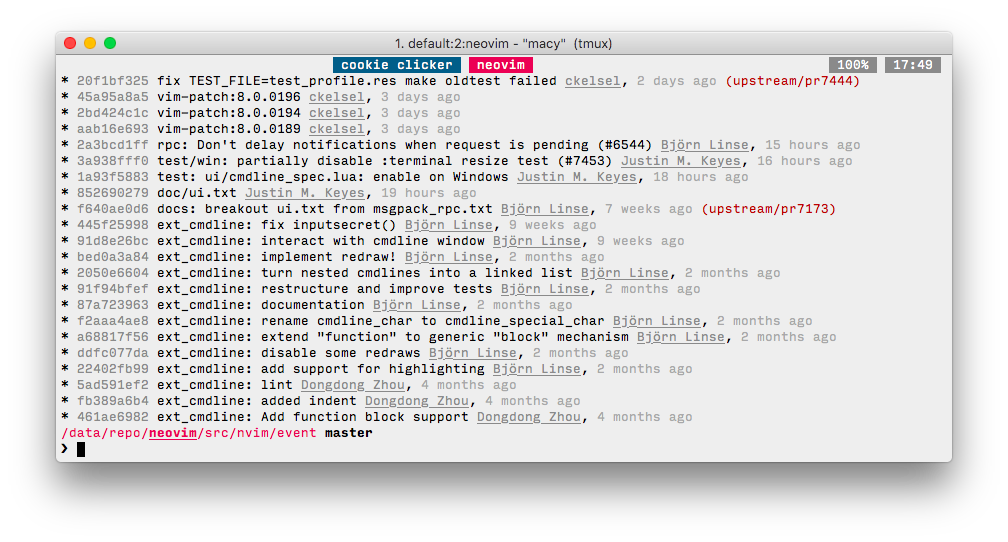 1. default:2:neovim - "macy" (tmux)
cookie clicker neovim 100% 17:49
* 20f1bf325 fix TEST_FILE=test_profile.res make oldtest failed ckelsel, 2 days ago (upstream/pr7444)
* 45a95a8a5 vim-patch:8.0.0196 ckelsel, 3 days ago
* 2bd424c1c vim-patch:8.0.0194 ckelsel, 3 days ago
* aab16e693 vim-patch:8.0.0189 ckelsel, 3 days ago
* 2a3bcd1ff rpc: Don't delay notifications when request is pending (#6544) Björn Linse, 15 hours ago
* 3a938fff0 test/win: partially disable :terminal resize test (#7453) Justin M. Keyes, 16 hours ago
* 1a93f5883 test: ui/cmdline_spec.lua: enable on Windows Justin M. Keyes, 18 hours ago
* 852690279 doc/ui.txt Justin M. Keyes, 19 hours ago
* f640ae0d6 docs: breakout ui.txt from msgpack_rpc.txt Björn Linse, 7 weeks ago (upstream/pr7173)
* 445f25998 ext_cmdline: fix inputsecret() Björn Linse, 9 weeks ago
* 91d8e26bc ext_cmdline: interact with cmdline window Björn Linse, 9 weeks ago
* bed0a3a84 ext_cmdline: implement redraw! Björn Linse, 2 months ago
* 2050e6604 ext_cmdline: turn nested cmdlines into a linked list Björn Linse, 2 months ago
* 91f94bfef ext_cmdline: restructure and improve tests Björn Linse, 2 months ago
* 87a723963 ext_cmdline: documentation Björn Linse, 2 months ago
* f2aaa4ae8 ext_cmdline: rename cmdline_char to cmdline_special_char Björn Linse, 2 months ago
* a68817f56 ext_cmdline: extend "function" to generic "block" mechanism Björn Linse, 2 months ago
* ddfc077da ext_cmdline: disable some redraws Björn Linse, 2 months ago
* 22402fb99 ext_cmdline: add support for highlighting Björn Linse, 2 months ago
* 5ad591ef2 ext_cmdline: lint Dongdong Zhou, 4 months ago
* fb389a6b4 ext_cmdline: added indent Dongdong Zhou, 4 months ago
* 461ae6982 ext_cmdline: Add function block support Dongdong Zhou, 4 months ago
/data/repo/neovim/src/nvim/event master
❯